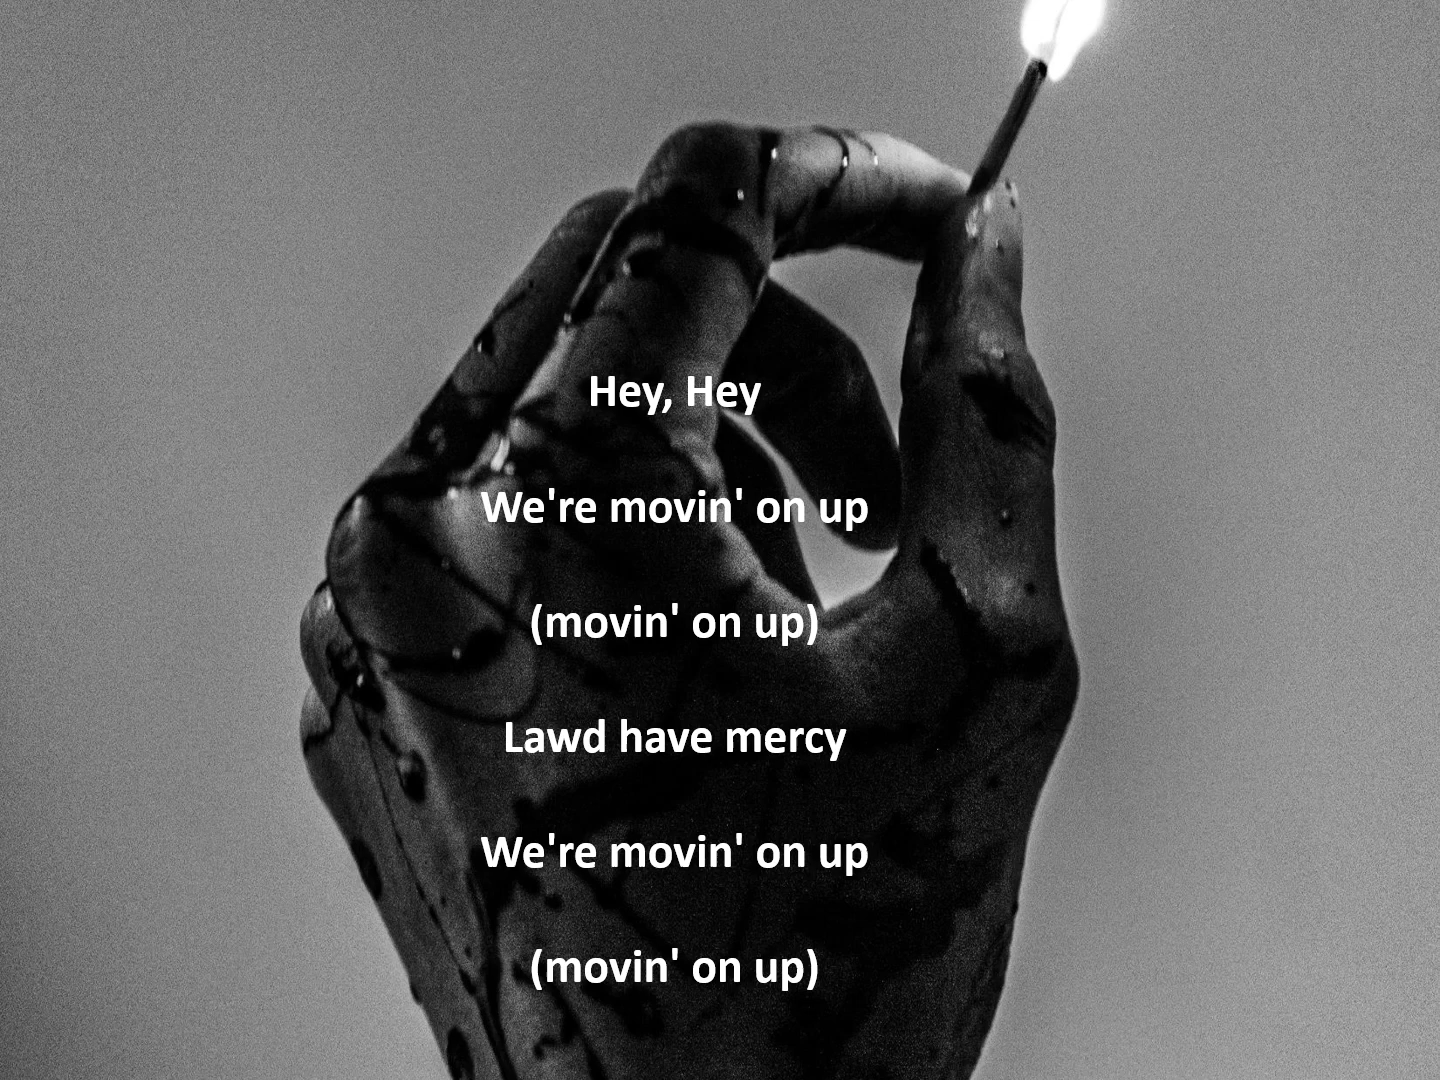 Hey, Hey
We're movin' on up
(movin' on up)
Lawd have mercy
We're movin' on up
(movin' on up)